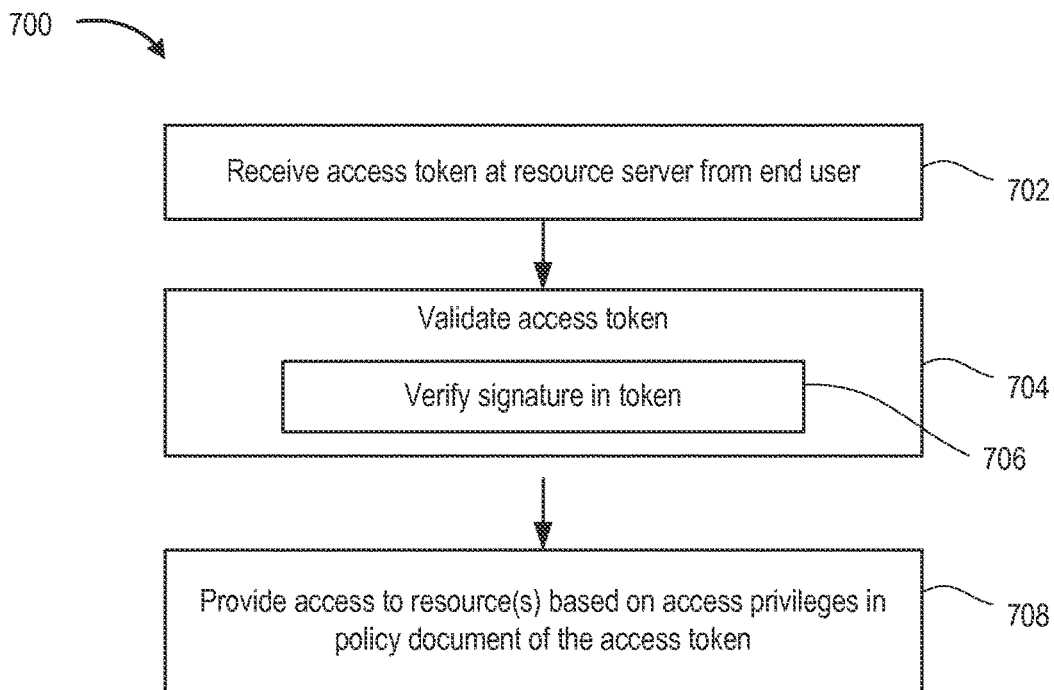 700
Receive access token at resource server from end user
702
Validate access token
704
Verify signature in token
706
Provide access to resource(s) based on access privileges in
policy document of the access token
708